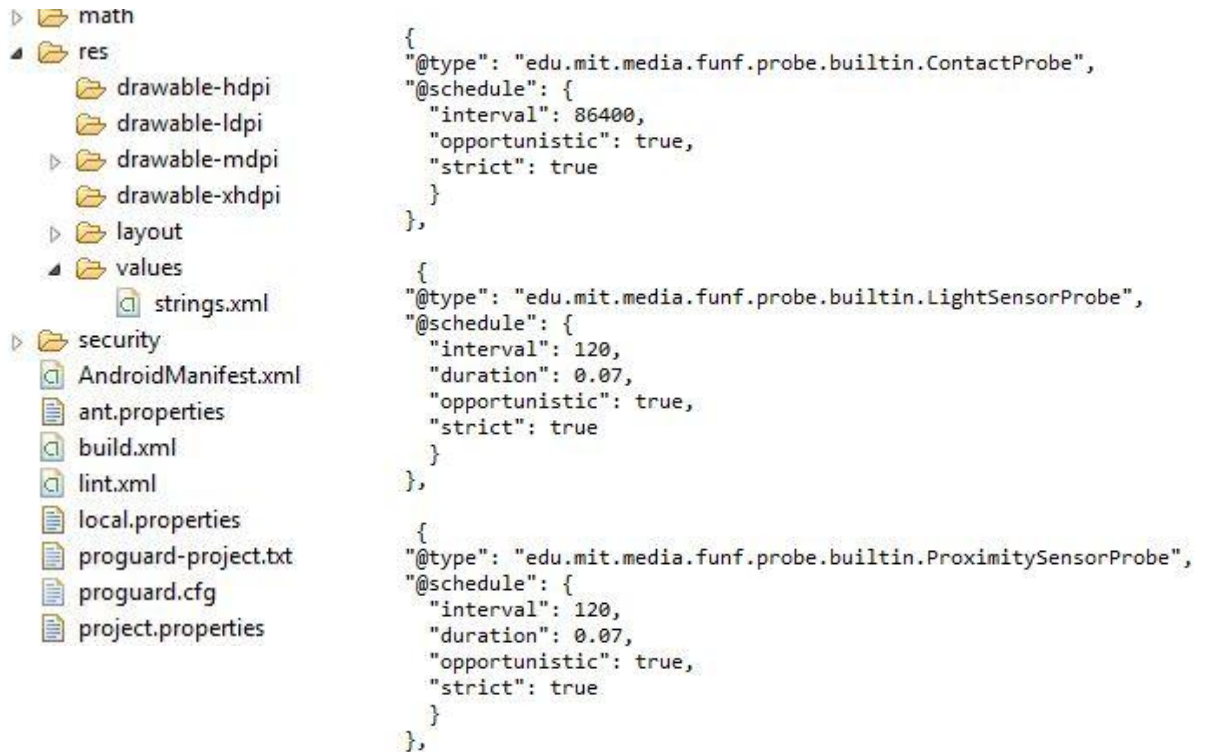 math
res
drawable-hdpi
drawable-ldpi
drawable-mdpi
drawable-xhdpi
layout
values
strings.xml
security
AndroidManifest.xml
ant.properties
build.xml
lint.xml
local.properties
proguard-project.txt
proguard.cfg
project.properties
{
"@type": "edu.mit.media.funf.probe.builtin.ContactProbe",
"@schedule": {
"interval": 86400,
"opportunistic": true,
"strict": true
}
},
{
"@type": "edu.mit.media.funf.probe.builtin.LightSensorProbe",
"@schedule": {
"interval": 120,
"duration": 0.07,
"opportunistic": true,
"strict": true
}
},
{
"@type": "edu.mit.media.funf.probe.builtin.ProximitySensorProbe",
"@schedule": {
"interval": 120,
"duration": 0.07,
"opportunistic": true,
"strict": true
}
},